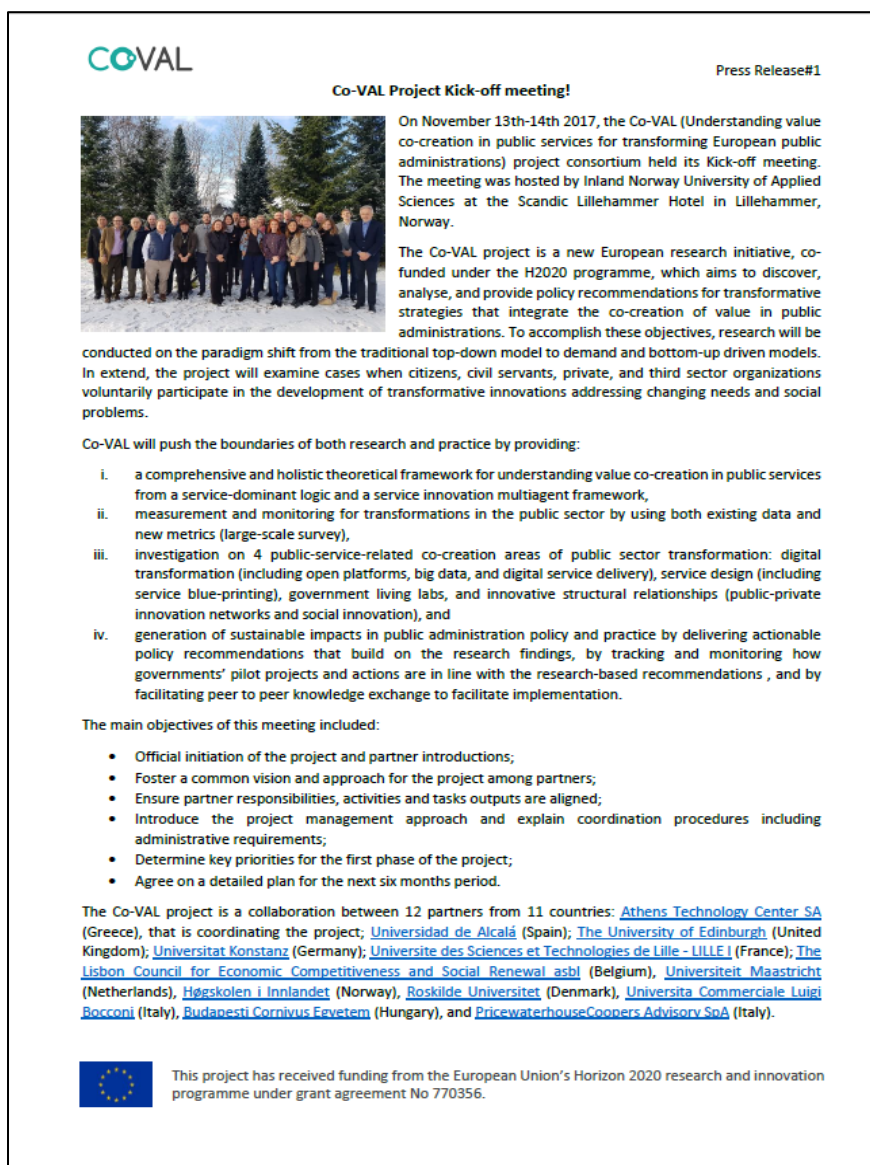 COVAL
Press Release#1
Co-VAL Project Kick-off meeting!
On November 13th-14th 2017, the Co-VAL (Understanding value
co-creation in public services for transforming European public
administrations) project consortium held its Kick-off meeting.
The meeting was hosted by Inland Norway University of Applied
Sciences at the Scandic Lillehammer Hotel in Lillehammer,
Norway.
The Co-VAL project is a new European research initiative, co-
funded under the H2020 programme, which aims to discover,
analyse, and provide policy recommendations for transformative
strategies that integrate the co-creation of value in public
administrations. To accomplish these objectives, research will be
conducted on the paradigm shift from the traditional top-down model to demand and bottom-up driven models.
In extend, the project will examine cases when citizens, civil servants, private, and third sector organizations
voluntarily participate in the development of transformative innovations addressing changing needs and social
problems.
Co-VAL will push the boundaries of both research and practice by providing:
i. a comprehensive and holistic theoretical framework for understanding value co-creation in public services
from a service-dominant logic and a service innovation multiagent framework,
ii. measurement and monitoring for transformations in the public sector by using both existing data and
new metrics (large-scale survey),
iii. investigation on 4 public-service-related co-creation areas of public sector transformation: digital
transformation (including open platforms, big data, and digital service delivery), service design (including
service blue-printing), government living labs, and innovative structural relationships (public-private
innovation networks and social innovation), and
iv. generation of sustainable impacts in public administration policy and practice by delivering actionable
policy recommendations that build on the research findings, by tracking and monitoring how
governments' pilot projects and actions are in line with the research-based recommendations , and by
facilitating peer to peer knowledge exchange to facilitate implementation.
The main objectives of this meeting included:
• Official initiation of the project and partner introductions;
• Foster a common vision and approach for the project among partners;
• Ensure partner responsibilities, activities and tasks outputs are aligned;
• Introduce the project management approach and explain coordination procedures including
administrative requirements;
• Determine key priorities for the first phase of the project;
• Agree on a detailed plan for the next six months period.
The Co-VAL project is a collaboration between 12 partners from 11 countries: Athens Technology Center SA
(Greece), that is coordinating the project; Universidad de Alcalá (Spain); The University of Edinburgh (United
Kingdom); Universitat Konstanz (Germany); Universite des Sciences et Technologies de Lille - LILLE I (France); The
Lisbon Council for Economic Competitiveness and Social Renewal asbl (Belgium), Universiteit Maastricht
(Netherlands), Høgskolen i Innlandet (Norway), Roskilde Universitet (Denmark), Universita Commerciale Luigi
Bocconi (Italy), Budapesti Cornivus Egyetem (Hungary), and PricewaterhouseCoopers Advisory SpA (Italy).
This project has received funding from the European Union's Horizon 2020 research and innovation
programme under grant agreement No 770356.